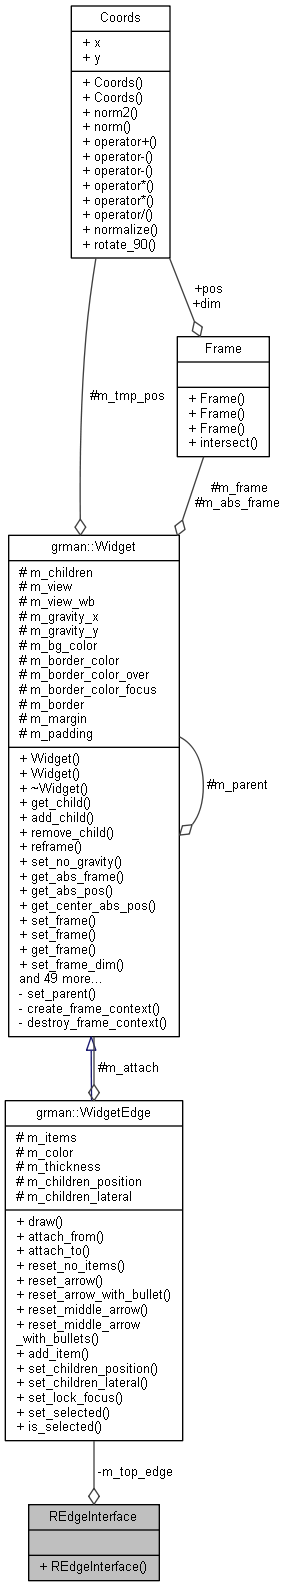 Coords
+ x
+ y
+ Coords()
+ Coords()
+ norm2()
+ norm()
+ operator+()
+ operator-()
+ operator-()
+ operator*()
+ operator*()
+ operator/()
+ normalize()
+ rotate_90()
+pos
+dim
Frame
+ Frame()
+ Frame()
+ Frame()
+ intersect()
#m_tmp_pos
#m_frame
#m_abs_frame
grman::Widget
# m_children
# m_view
# m_view_wb
# m_gravity_x
# m_gravity_y
# m_bg_color
# m_border_color
# m_border_color_over
# m_border_color_focus
# m_border
# m_margin
# m_padding
+ Widget()
+ Widget()
+ ~Widget()
+ get_child()
+ add_child()
+ remove_child()
+ reframe()
+ set_no_gravity()
+ get_abs_frame()
+ get_abs_pos()
+ get_center_abs_pos()
+ set_frame()
+ set_frame()
+ get_frame()
+ set_frame_dim()
and 49 more...
- set_parent()
- create_frame_context()
- destroy_frame_context()
#m_parent
#m_attach
grman::WidgetEdge
# m_items
# m_color
# m_thickness
# m_children_position
# m_children_lateral
+ draw()
+ attach_from()
+ attach_to()
+ reset_no_items()
+ reset_arrow()
+ reset_arrow_with_bullet()
+ reset_middle_arrow()
+ reset_middle_arrow
_with_bullets()
+ add_item()
+ set_children_position()
+ set_children_lateral()
+ set_lock_focus()
+ set_selected()
+ is_selected()
-m_top_edge
REdgeInterface
+ REdgeInterface()